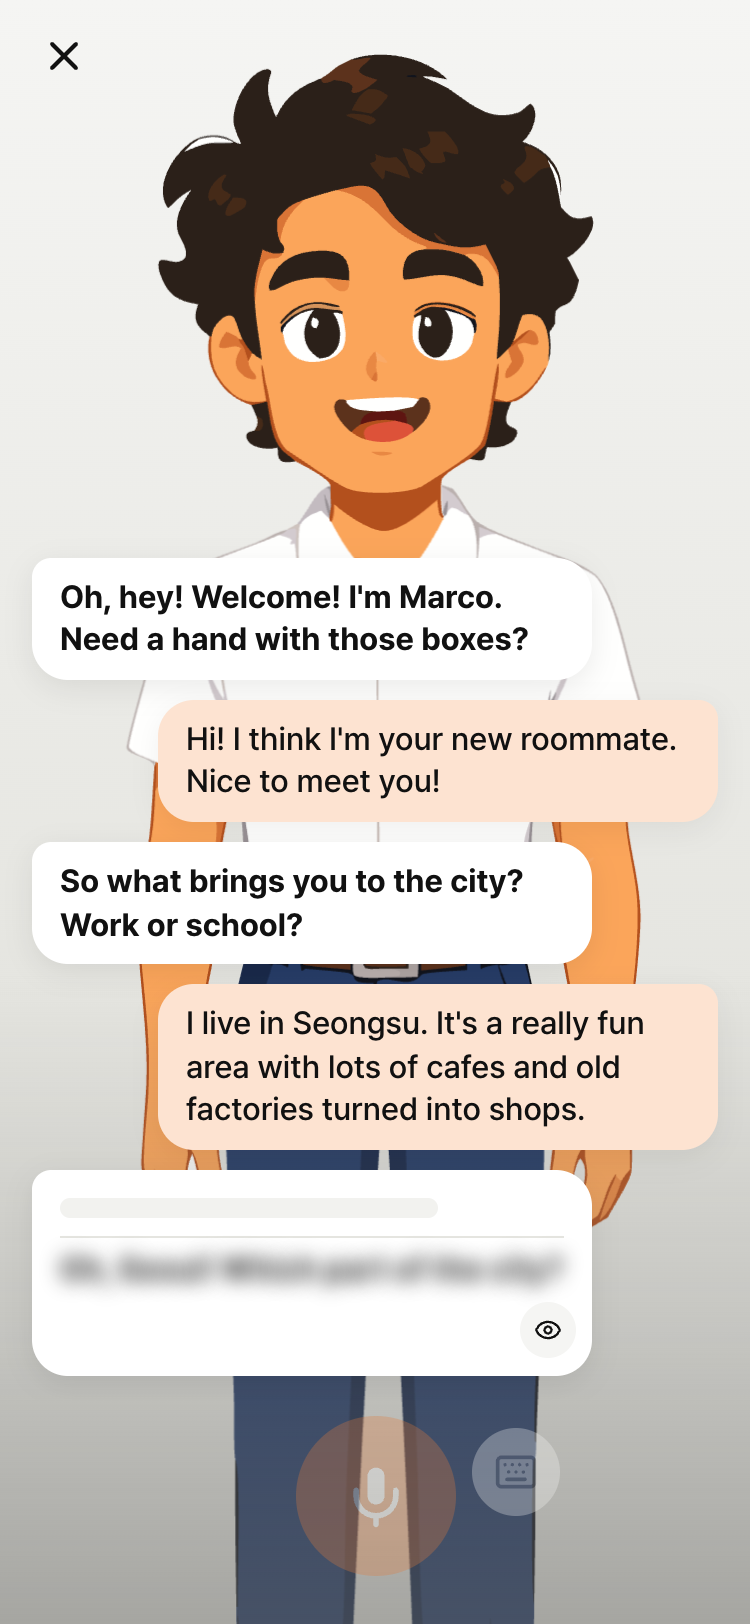 Oh, hey! Welcome! I'm Marco.
Need a hand with those boxes?
Hi! I think I'm your new roommate.
Nice to meet you!
So what brings you to the city?
Work or school?
I live in Seongsu. It's a really fun
area with lots of cafes and old
factories turned into shops.